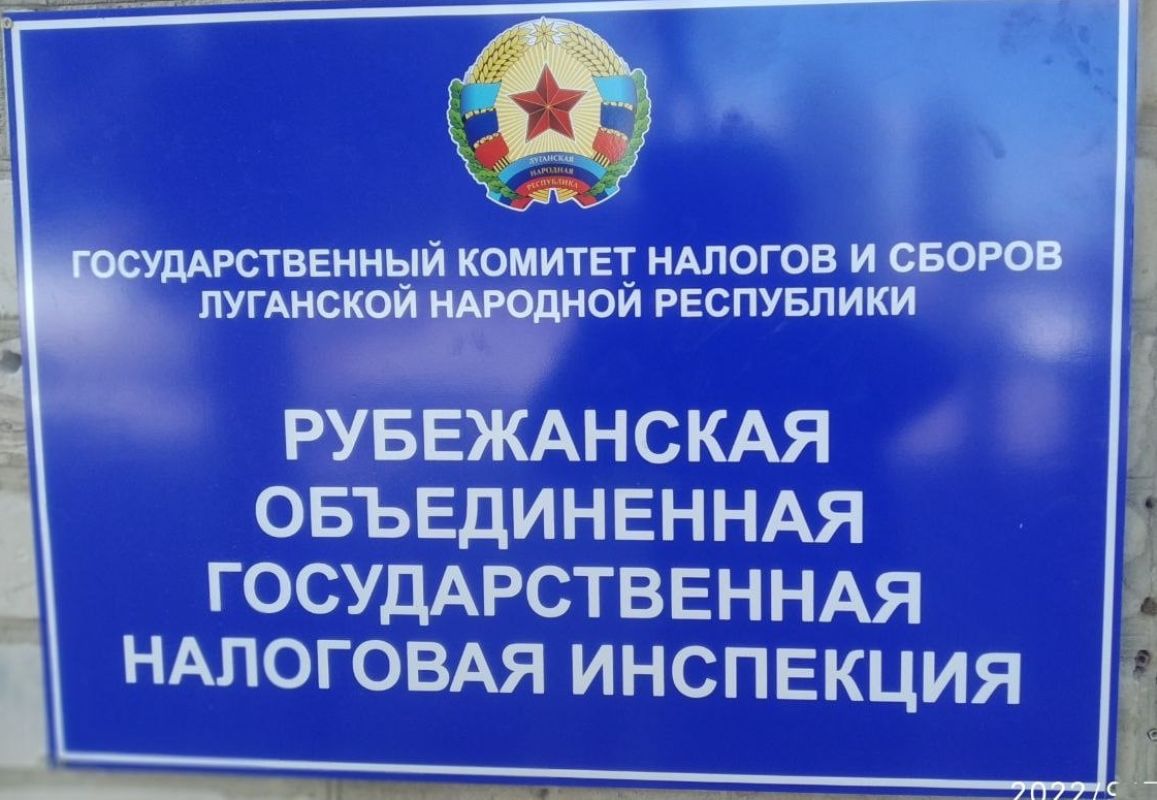 ЛУГАНСКАЯ
НАРОДНАЯ
РЕСПУБЛИКА
ГОСУДАРСТВЕННЫЙ КОМИТЕТ НАЛОГОВ И СБОРОВ
ЛУГАНСКОЙ НАРОДНОЙ РЕСПУБЛИКИ
РУБЕЖАНСКАЯ
ОБЪЕДИНЕННАЯ
ГОСУДАРСТВЕННАЯ
НАЛОГОВАЯ ИНСПЕКЦИЯ